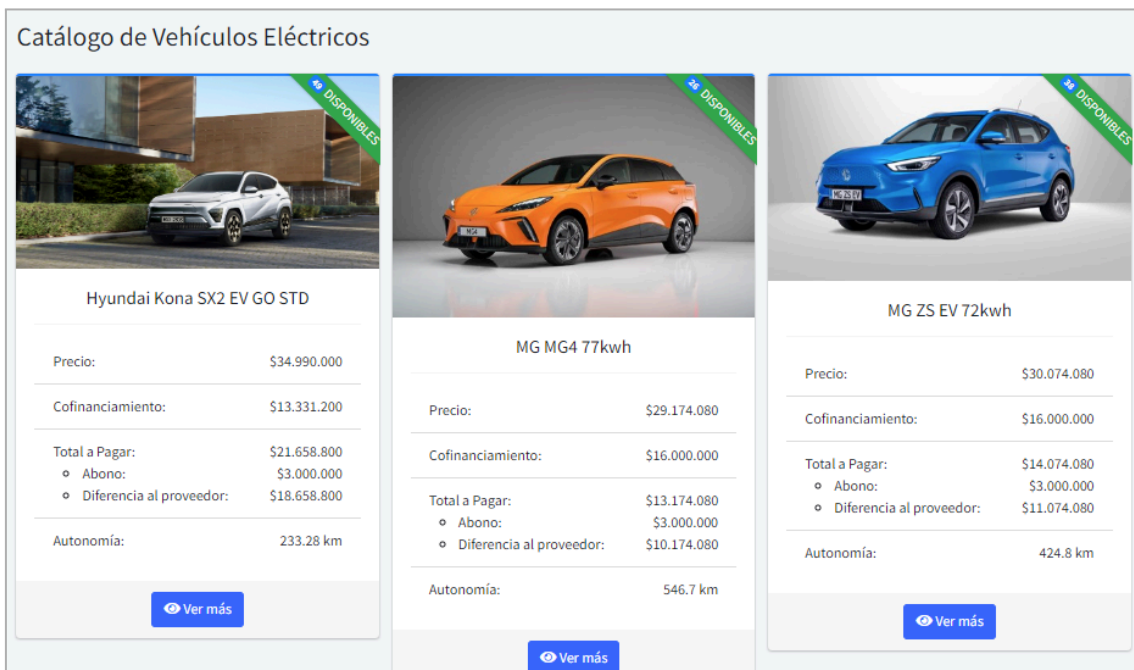 Catálogo de Vehículos Eléctricos
49 DISPONIBLES
Hyundai Kona SX2 EV GO STD
Precio: $34.990.000
Cofinanciamiento: $13.331.200
Total a Pagar: $21.658.800
Abono: $3.000.000
Diferencia al proveedor: $18.658.800
Autonomía: 233.28 km
Ver más
26 DISPONIBLES
MG4
MG MG4 77kwh
Precio: $29.174.080
Cofinanciamiento: $16.000.000
Total a Pagar: $13.174.080
Abono: $3.000.000
Diferencia al proveedor: $10.174.080
Autonomía: 546.7 km
Ver más
38 DISPONIBLES
MG ZS EV
MG ZS EV 72kwh
Precio: $30.074.080
Cofinanciamiento: $16.000.000
Total a Pagar: $14.074.080
Abono: $3.000.000
Diferencia al proveedor: $11.074.080
Autonomía: 424.8 km
Ver más